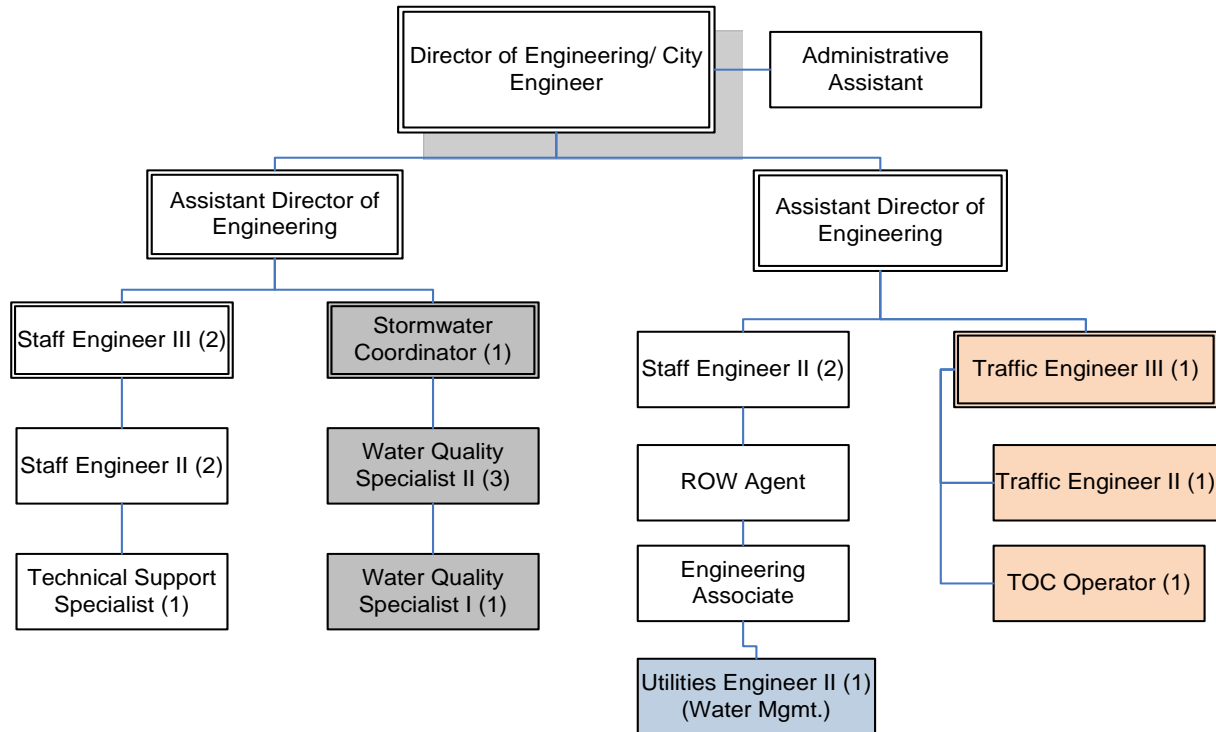 Director of Engineering/ City
Engineer
Administrative
Assistant
Assistant Director of
Engineering
Assistant Director of
Engineering
Staff Engineer III (2)
Stormwater
Coordinator (1)
Staff Engineer II (2)
Traffic Engineer III (1)
Staff Engineer II (2)
Water Quality
Specialist II (3)
ROW Agent
Traffic Engineer II (1)
Technical Support
Specialist (1)
Water Quality
Specialist I (1)
Engineering
Associate
TOC Operator (1)
Utilities Engineer II (1)
(Water Mgmt.)